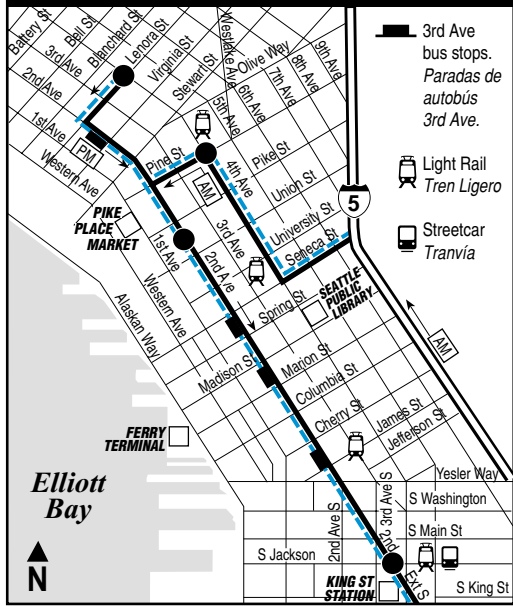 Battery St
Bell St
Blanchard St
Lenora St
Virginia St
Stewart St
Westlake Ave
Olive Way
9th Ave
8th Ave
7th Ave
6th Ave
5th Ave
4th Ave
3rd Ave
2nd Ave
1st Ave
Western Ave
PM
Pine St
AM
Pike St
Union St
University St
Seneca St
5
PIKE
PLACE
MARKET
1st Ave
2nd Ave
3rd Ave
Western Ave
Alaskan Way
Spring St
SEATTLE
PUBLIC
LIBRARY
Madison St
Marion St
Columbia St
Cherry St
James St
Jefferson St
AM
FERRY
TERMINAL
Elliott
Bay
Yesler Way
S Washington
S Main St
S Jackson
S King St
2nd Ave S
3rd Ave S
2nd Ext S
KING ST
STATION
N
3rd Ave
bus stops.
Paradas de
autobús
3rd Ave.
Light Rail
Tren Ligero
Streetcar
Tranvía